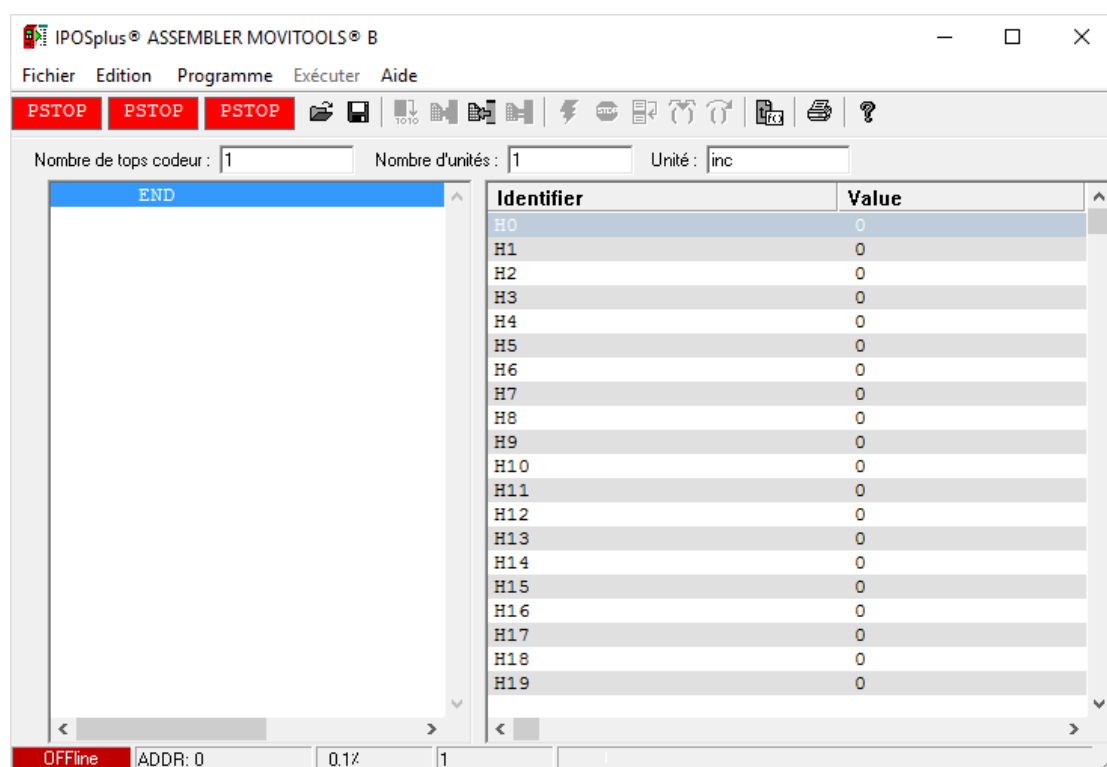 IPOSplus® ASSEMBLER MOVITOOLS® B
Fichier Edition Programme Exécuter Aide
PSTOP PSTOP PSTOP
Nombre de tops codeur : 1 Nombre d'unités : 1 Unité : inc
END
Identifier Value
H0 0
H1 0
H2 0
H3 0
H4 0
H5 0
H6 0
H7 0
H8 0
H9 0
H10 0
H11 0
H12 0
H13 0
H14 0
H15 0
H16 0
H17 0
H18 0
H19 0
OFFline ADDR: 0 0.1% 1